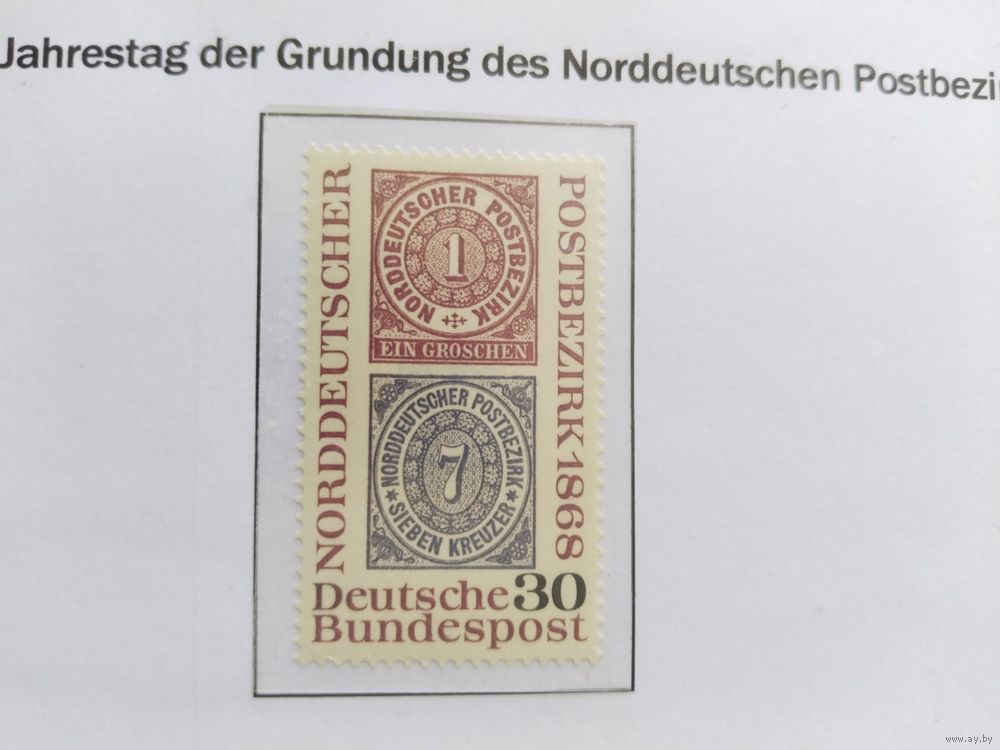 Jahrestag der Grundung des Norddeutschen
NORDDEUTSCHER
POSTBEZIRK 1868
NORDDEUTSCHER POSTBEZIRK
1
EIN GROSCHEN
NORDDEUTSCHER POSTBEZIRK
7
SIEBEN KREUZER
Deutsche 30
Bundespost
www.ay.by